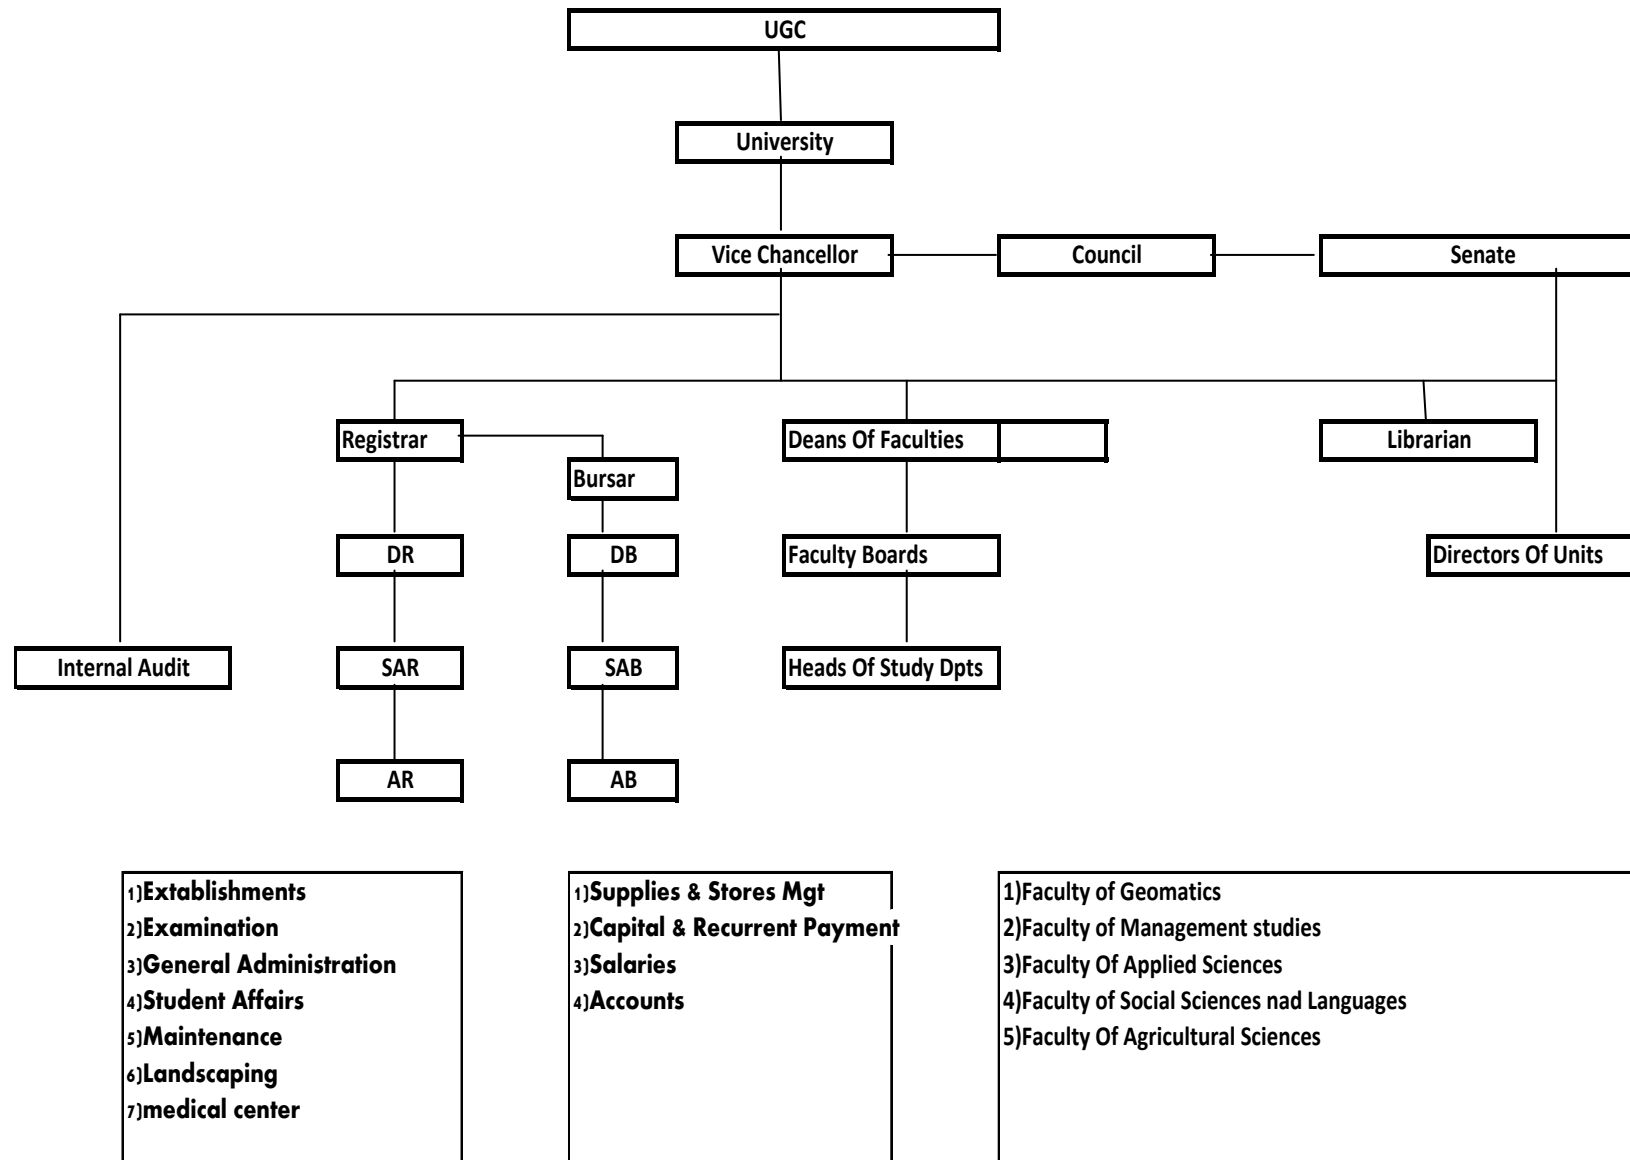 UGC
University
Vice Chancellor
Council
Senate
Registrar
Deans Of Faculties
Librarian
Bursar
DR
DB
Faculty Boards
Directors Of Units
Internal Audit
SAR
SAB
Heads Of Study Dpts
AR
AB
1)Extablishments
2)Examination
3)General Administration
4)Student Affairs
5)Maintenance
6)Landscaping
7)medical center
1)Supplies & Stores Mgt
2)Capital & Recurrent Payment
3)Salaries
4)Accounts
1)Faculty of Geomatics
2)Faculty of Management studies
3)Faculty Of Applied Sciences
4)Faculty of Social Sciences nad Languages
5)Faculty Of Agricultural Sciences